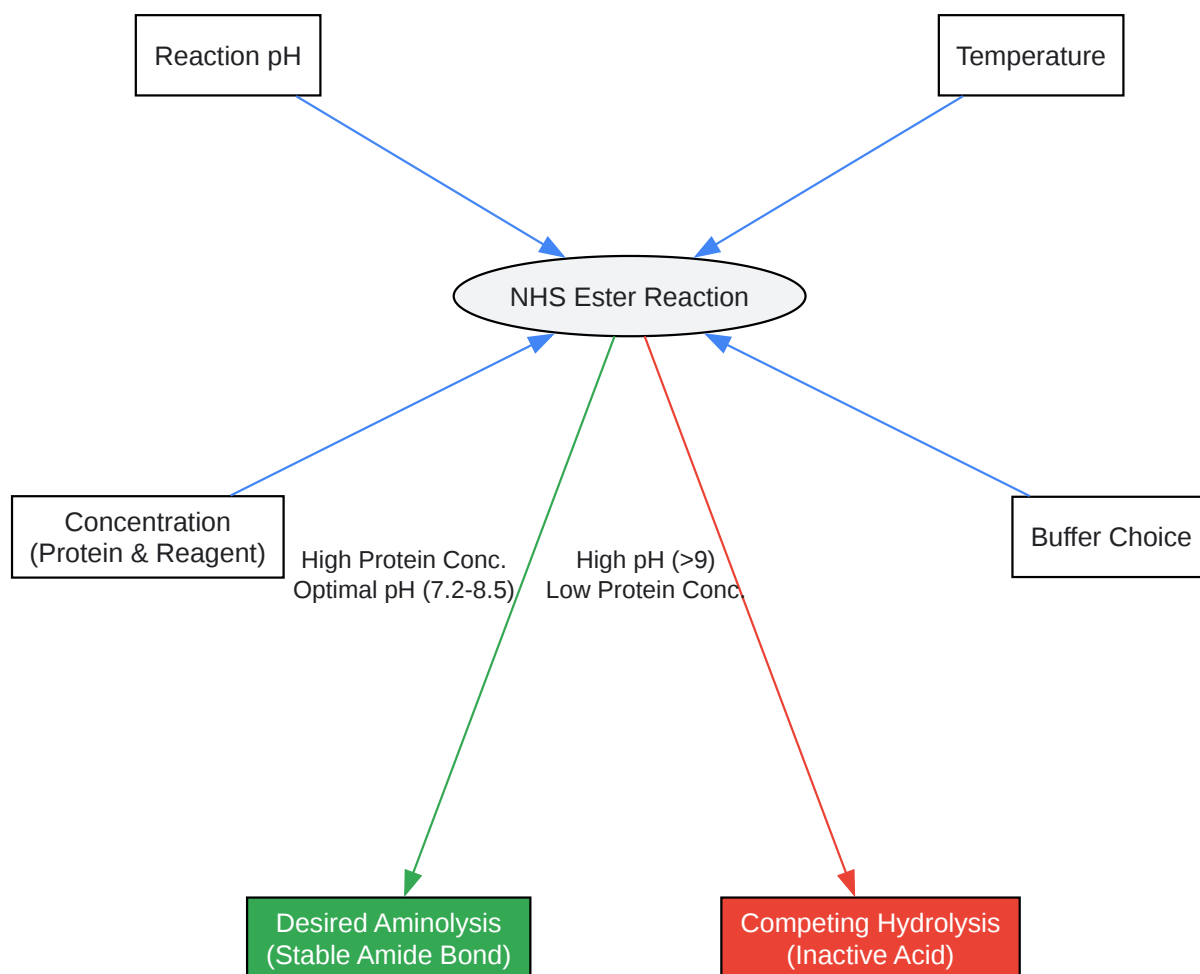 Reaction pH
Temperature
NHS Ester Reaction
Concentration
(Protein & Reagent)
Buffer Choice
High Protein Conc.
Optimal pH (7.2-8.5)
High pH (>9)
Low Protein Conc.
Desired Aminolysis
(Stable Amide Bond)
Competing Hydrolysis
(Inactive Acid)